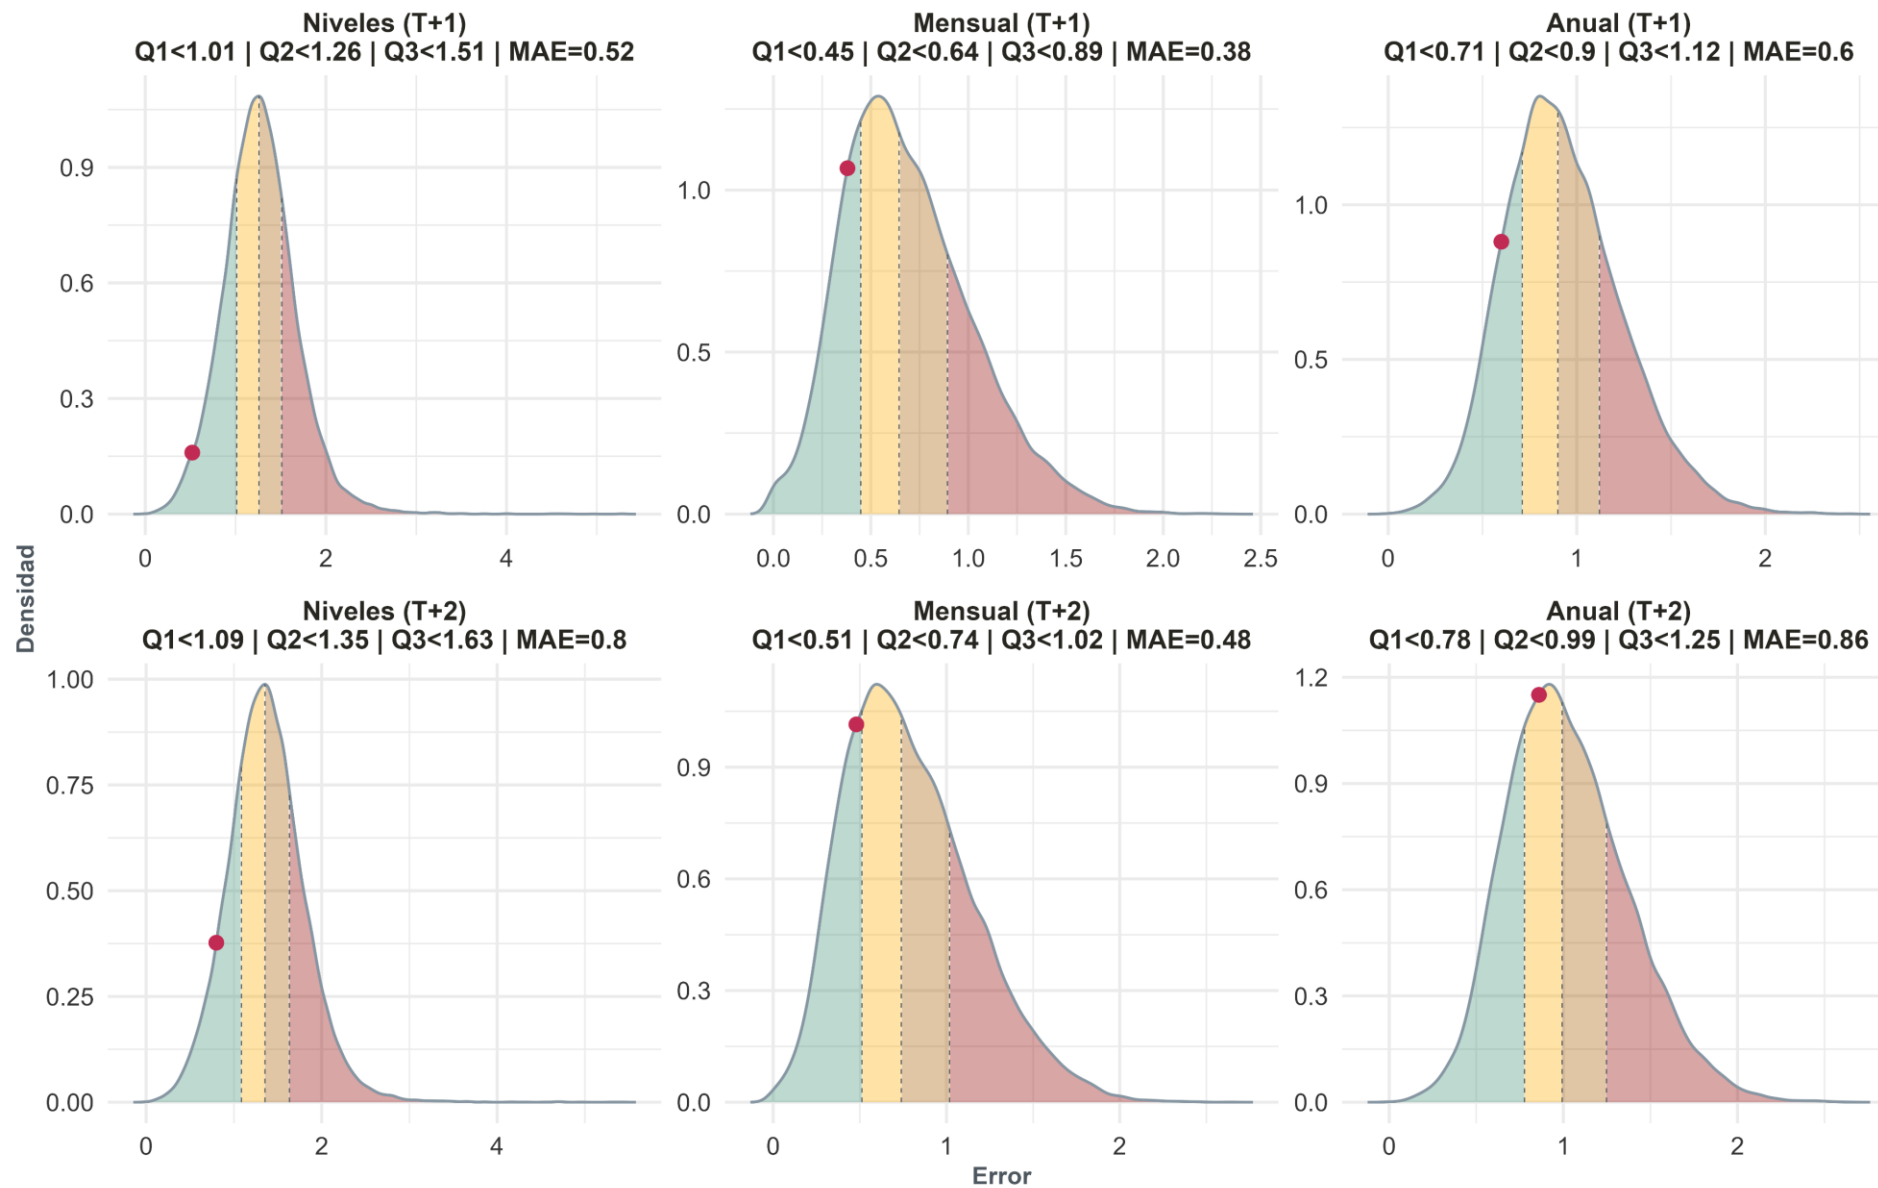 Niveles (T+1)
Q1<1.01 | Q2<1.26 | Q3<1.51 | MAE=0.52
Mensual (T+1)
Q1<0.45 | Q2<0.64 | Q3<0.89 | MAE=0.38
Anual (T+1)
Q1<0.71 | Q2<0.9 | Q3<1.12 | MAE=0.6
0.9
0.6
0.3
0.0
0 2 4
1.0
0.5
0.0
0.0 0.5 1.0 1.5 2.0 2.5
1.0
0.5
0.0
0 1 2
Densidad
Niveles (T+2)
Q1<1.09 | Q2<1.35 | Q3<1.63 | MAE=0.8
Mensual (T+2)
Q1<0.51 | Q2<0.74 | Q3<1.02 | MAE=0.48
Anual (T+2)
Q1<0.78 | Q2<0.99 | Q3<1.25 | MAE=0.86
1.00
0.75
0.50
0.25
0.00
0 2 4
0.9
0.6
0.3
0.0
0 1 2
1.2
0.9
0.6
0.3
0.0
0 1 2
Error